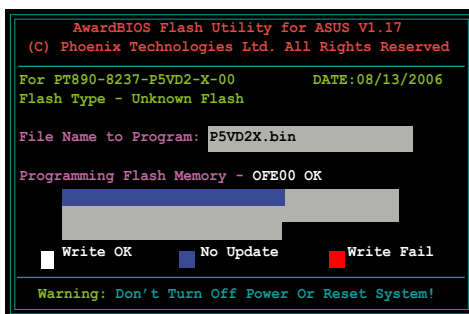 AwardBIOS Flash Utility for ASUS V1.17
(C) Phoenix Technologies Ltd. All Rights Reserved
For PT890-8237-P5VD2-X-00 DATE:08/13/2006
Flash Type - Unknown Flash
File Name to Program: P5VD2X.bin
Programming Flash Memory - OFE00 OK
Write OK No Update Write Fail
Warning: Don't Turn Off Power Or Reset System!